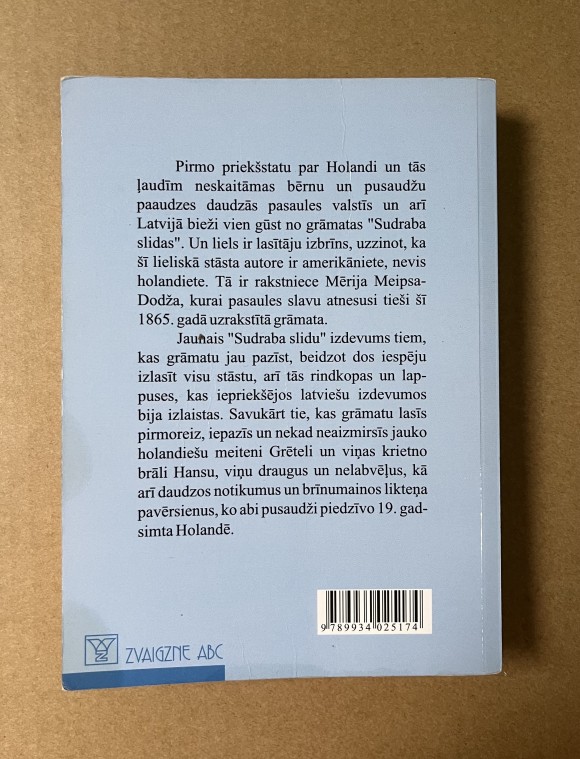 Pirmo priekšstatu par Holandi un tās
ļaudīm neskaitāmas bērnu un pusaudžu
paaudzes daudzās pasaules valstīs un arī
Latvijā bieži vien gūst no grāmatas "Sudraba
slidas". Un liels ir lasītāju izbrīns, uzzinot, ka
šī lieliskā stāsta autore ir amerikāniete, nevis
holandiete. Tā ir rakstniece Mērija Meipsa-
Dodža, kurai pasaules slavu atnesusi tieši šī
1865. gadā uzrakstītā grāmata.
Jaunais "Sudraba slidu" izdevums tiem,
kas grāmatu jau pazīst, beidzot dos iespēju
izlasīt visu stāstu, arī tās rindkopas un lap-
puses, kas iepriekšējos latviešu izdevumos
bija izlaistas. Savukārt tie, kas grāmatu lasīs
pirmoreiz, iepazīs un nekad neaizmirsīs jauko
holandiešu meiteni Grēteli un viņas krietno
brāli Hansu, viņu draugus un nelabvēļus, kā
arī daudzos notikumus un brīnumainos likteņa
pavērsienus, ko abi pusaudži piedzīvo 19. gad-
simta Holandē.
9 789934 025174
ZVAIGZNE ABC